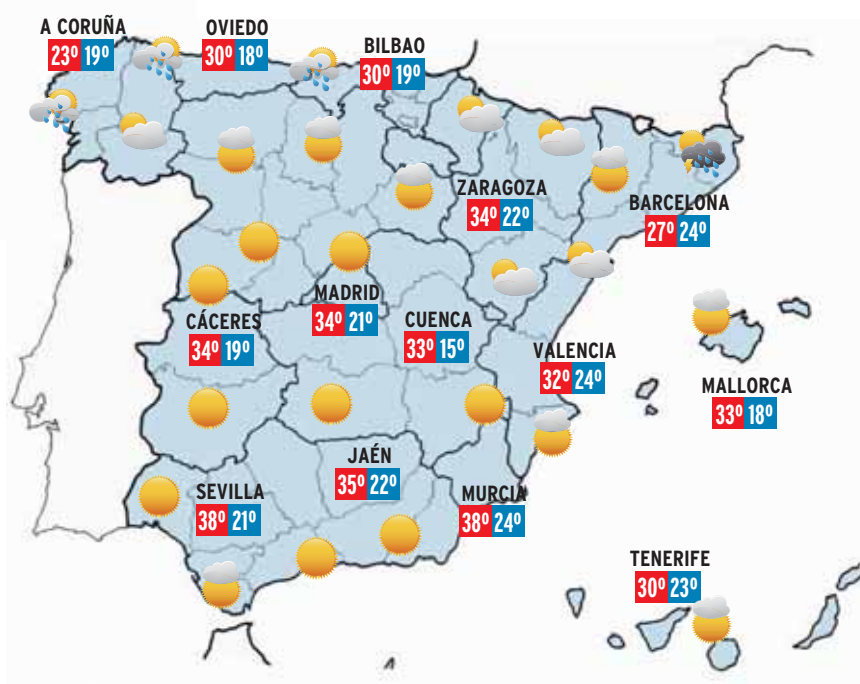 A CORUÑA
23º 19º
OVIEDO
30º 18º
BILBAO
30º 19º
ZARAGOZA
34º 22º
BARCELONA
27º 24º
MADRID
34º 21º
CÁCERES
34º 19º
CUENCA
33º 15º
VALENCIA
32º 24º
MALLORCA
33º 18º
JAÉN
35º 22º
SEVILLA
38º 21º
MURCIA
38º 24º
TENERIFE
30º 23º